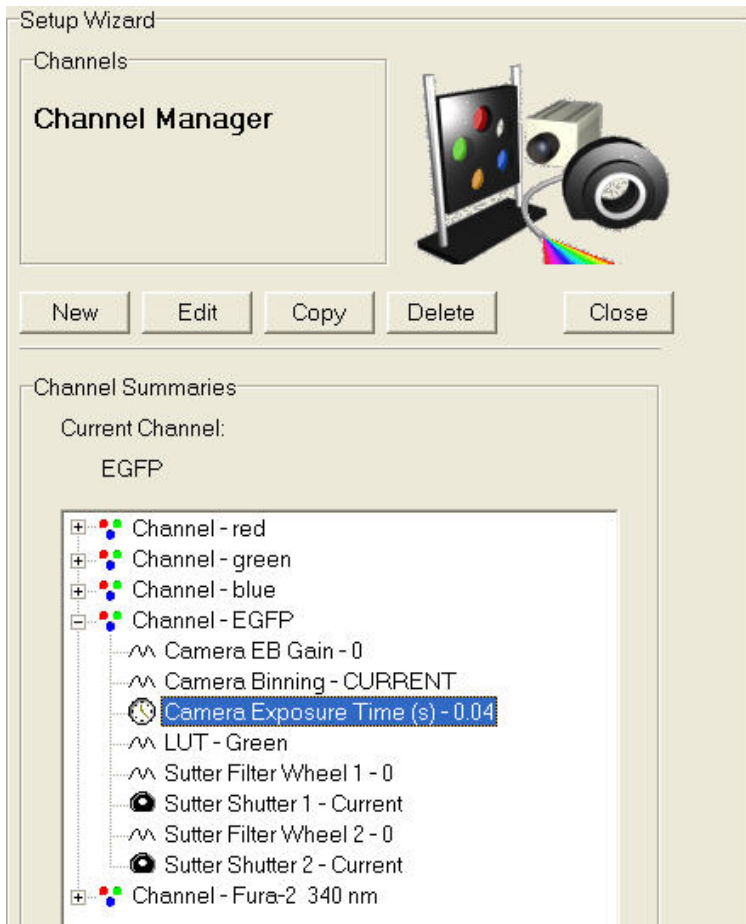 Setup Wizard
Channels
Channel Manager
New Edit Copy Delete Close
Channel Summaries
Current Channel:
EGFP
Channel - red
Channel - green
Channel - blue
Channel - EGFP
Camera EB Gain - 0
Camera Binning - CURRENT
Camera Exposure Time (s) - 0.04
LUT - Green
Sutter Filter Wheel 1 - 0
Sutter Shutter 1 - Current
Sutter Filter Wheel 2 - 0
Sutter Shutter 2 - Current
Channel - Fura-2 340 nm